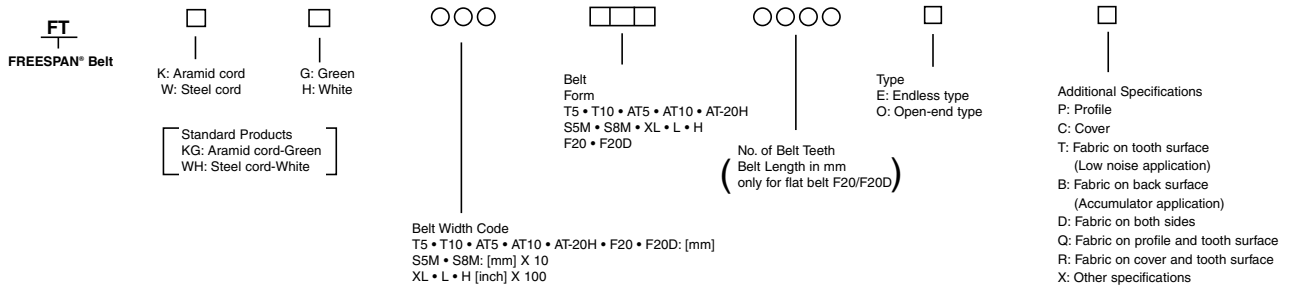 FT
FREESPAN® Belt
K: Aramid cord
W: Steel cord
G: Green
H: White
Standard Products
KG: Aramid cord-Green
WH: Steel cord-White
Belt Width Code
T5 • T10 • AT5 • AT10 • AT-20H • F20 • F20D: [mm]
S5M • S8M: [mm] X 10
XL • L • H [inch] X 100
Belt
Form
T5 • T10 • AT5 • AT10 • AT-20H
S5M • S8M • XL • L • H
F20 • F20D
No. of Belt Teeth
Belt Length in mm
only for flat belt F20/F20D
Type
E: Endless type
O: Open-end type
Additional Specifications
P: Profile
C: Cover
T: Fabric on tooth surface
(Low noise application)
B: Fabric on back surface
(Accumulator application)
D: Fabric on both sides
Q: Fabric on profile and tooth surface
R: Fabric on cover and tooth surface
X: Other specifications